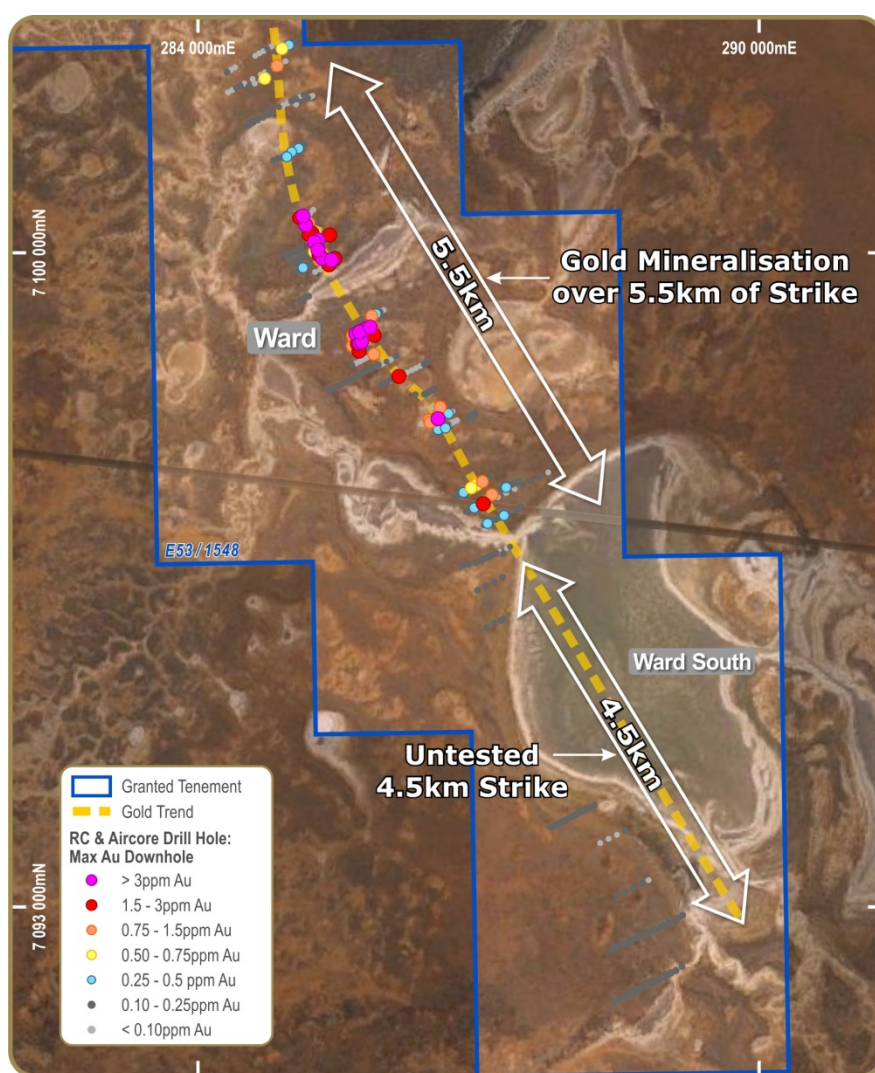 284 000mE
290 000mE
7 100 000mN
5.5km
Gold Mineralisation
over 5.5km of Strike
Ward
E53/1548
Ward South
4.5km
Untested
4.5km Strike
7 093 000mN
Granted Tenement
Gold Trend
RC & Aircore Drill Hole:
Max Au Downhole
> 3ppm Au
1.5 - 3ppm Au
0.75 - 1.5ppm Au
0.50 - 0.75ppm Au
0.25 - 0.5 ppm Au
0.10 - 0.25ppm Au
< 0.10ppm Au